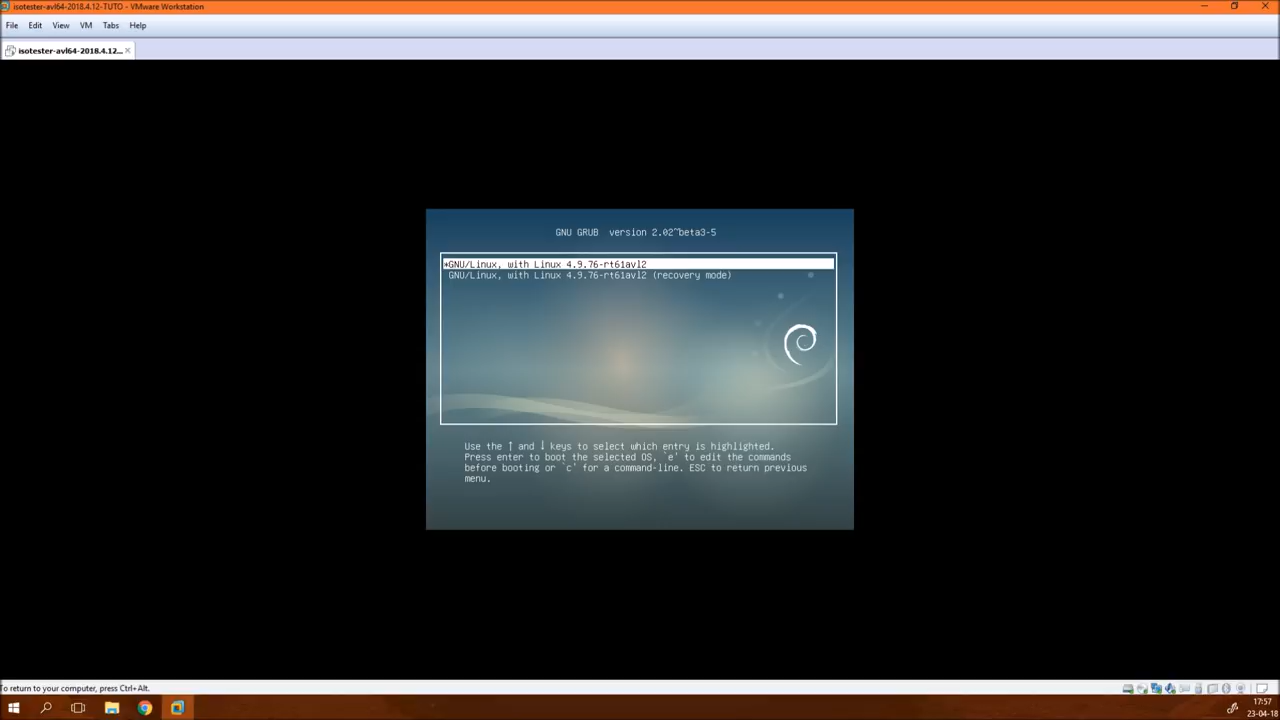 isotester-avl64-2018.4.12-TUTO - VMware Workstation
File Edit View VM Tabs Help
isotester-avl64-2018.4.12...
GNU GRUB version 2.02~beta3-5
*GNU/Linux, with Linux 4.9.76-rt61avl2
GNU/Linux, with Linux 4.9.76-rt61avl2 (recovery mode)
Use the ↑ and ↓ keys to select which entry is highlighted.
Press enter to boot the selected OS, `e' to edit the commands
before booting or `c' for a command-line. ESC to return previous
menu.
To return to your computer, press Ctrl+Alt.
17:57
23-04-18